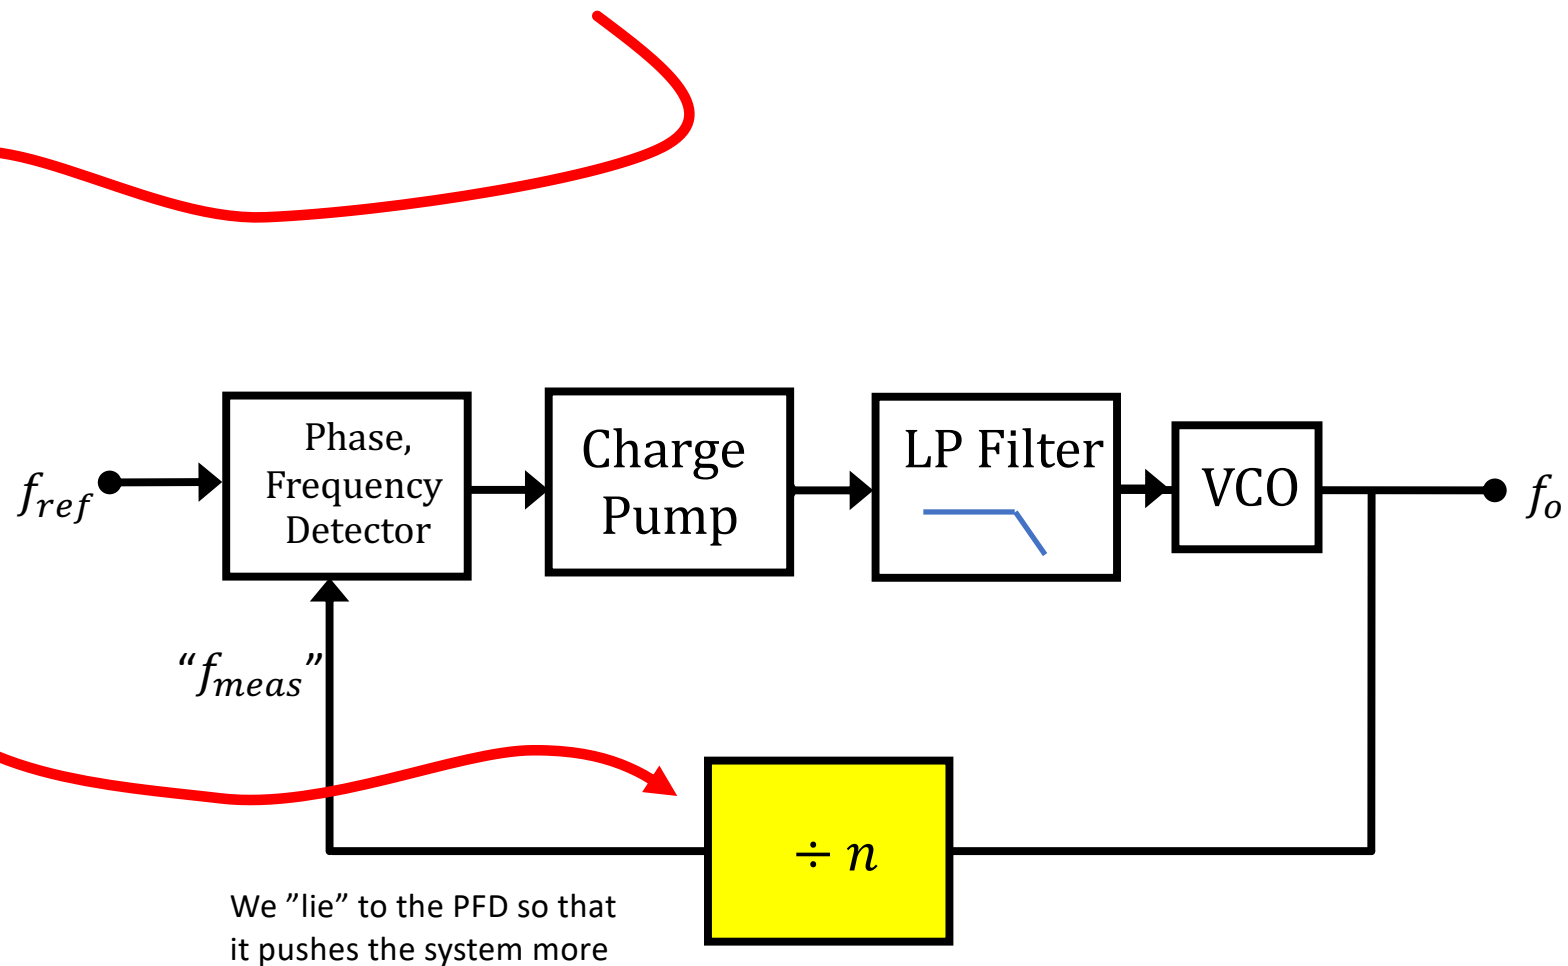 Phase,
Frequency
Detector
Charge
Pump
LP Filter
VCO
f_ref
f_o
“f_meas”
÷ n
We ”lie” to the PFD so that
it pushes the system more